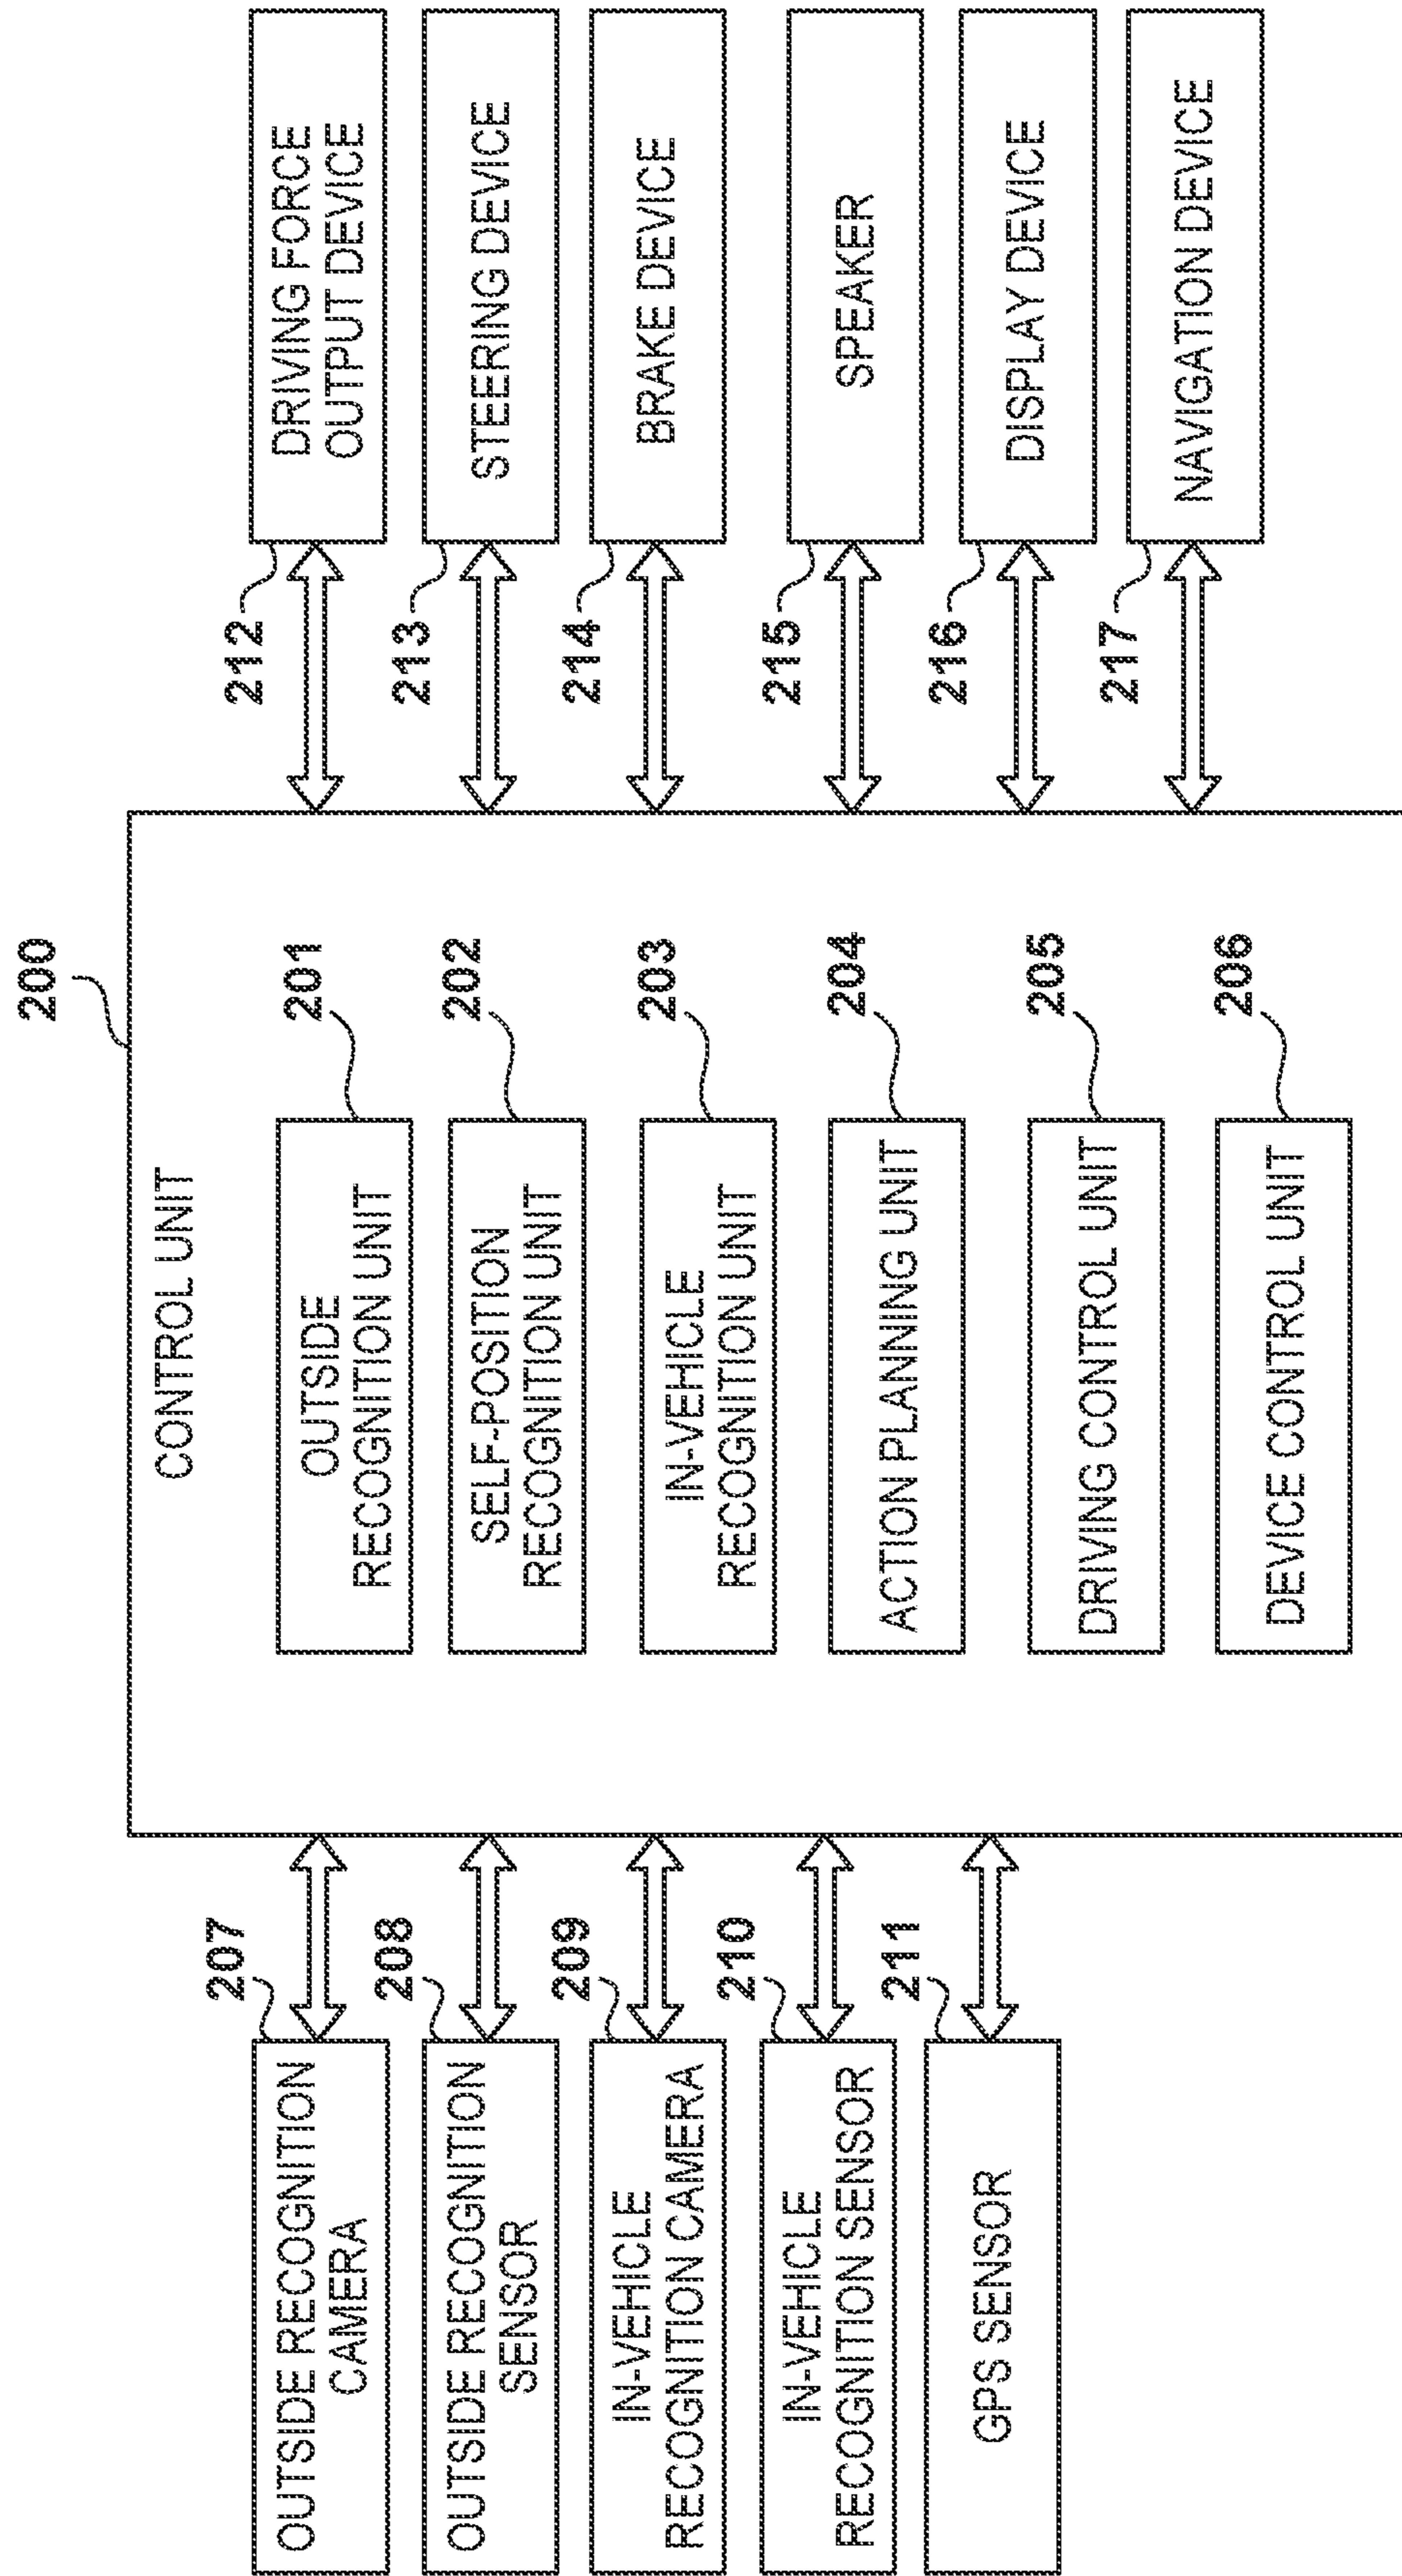 200
CONTROL UNIT
207
OUTSIDE RECOGNITION
CAMERA
208
OUTSIDE RECOGNITION
SENSOR
209
IN-VEHICLE
RECOGNITION CAMERA
210
IN-VEHICLE
RECOGNITION SENSOR
211
GPS SENSOR
201
OUTSIDE
RECOGNITION UNIT
202
SELF-POSITION
RECOGNITION UNIT
203
IN-VEHICLE
RECOGNITION UNIT
204
ACTION PLANNING UNIT
205
DRIVING CONTROL UNIT
206
DEVICE CONTROL UNIT
212
DRIVING FORCE
OUTPUT DEVICE
213
STEERING DEVICE
214
BRAKE DEVICE
215
SPEAKER
216
DISPLAY DEVICE
217
NAVIGATION DEVICE